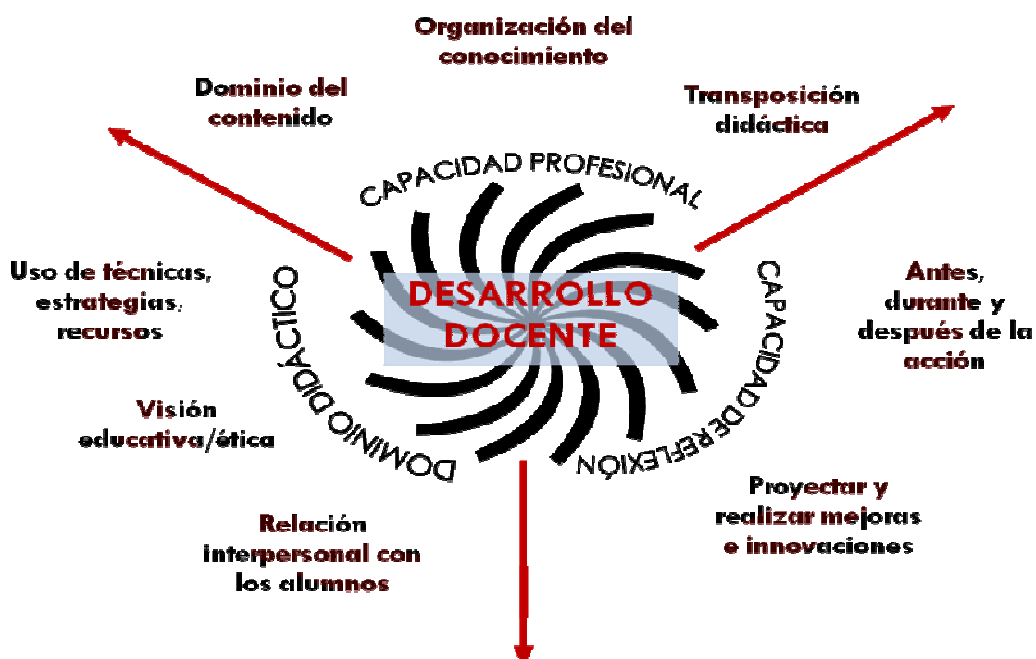 Organización del
conocimiento
Dominio del
contenido
Transposición
didáctica
CAPACIDAD PROFESIONAL
Uso de técnicas,
estrategias,
recursos
DOMINIO DIDÁCTICO
DESARROLLO
DOCENTE
CAPACIDAD DE REFLEXIÓN
Antes,
durante y
después de la
acción
Visión
educativa/ética
Relación
interpersonal con
los alumnos
Proyectar y
realizar mejoras
e innovaciones